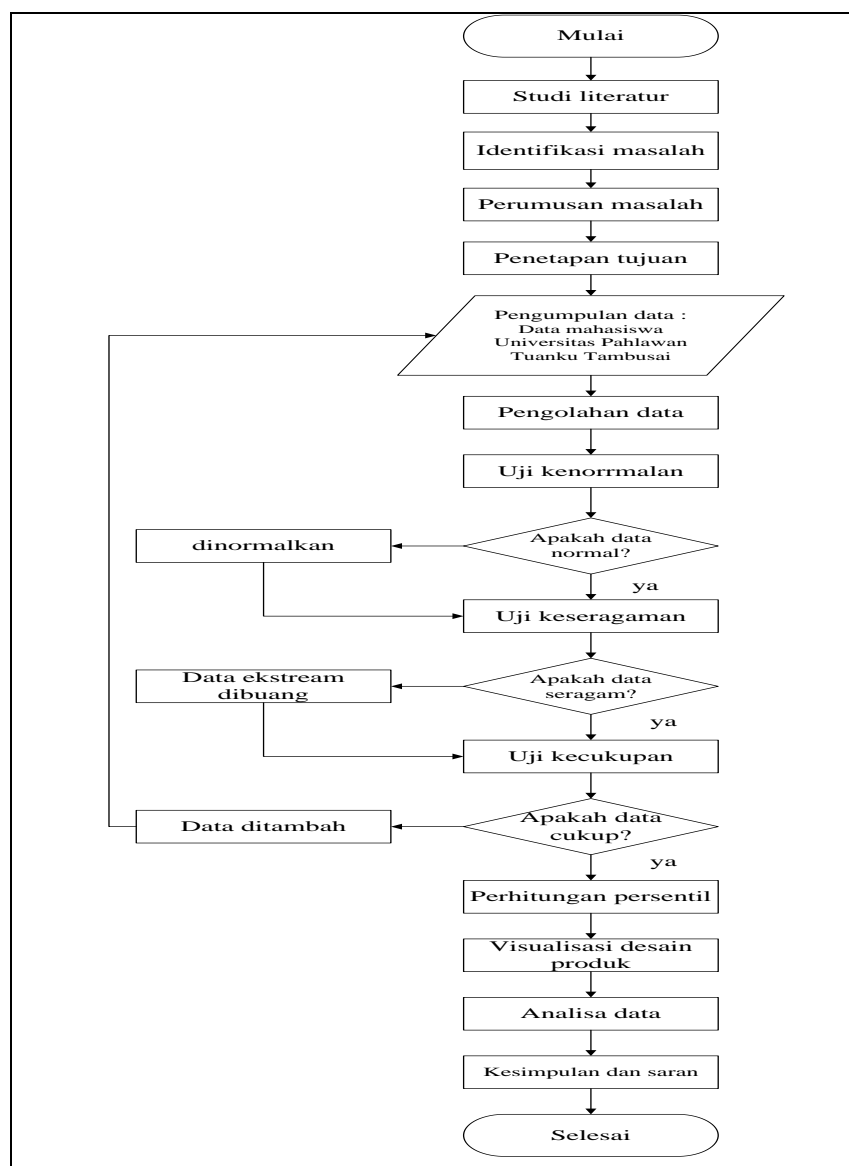 Mulai
Studi literatur
Identifikasi masalah
Perumusan masalah
Penetapan tujuan
Pengumpulan data :
Data mahasiswa
Universitas Pahlawan
Tuanku Tambusai
Pengolahan data
Uji kenorrmalan
Apakah data
normal?
dinormalkan
ya
Uji keseragaman
Apakah data
seragam?
Data ekstream
dibuang
ya
Uji kecukupan
Apakah data
cukup?
Data ditambah
ya
Perhitungan persentil
Visualisasi desain
produk
Analisa data
Kesimpulan dan saran
Selesai